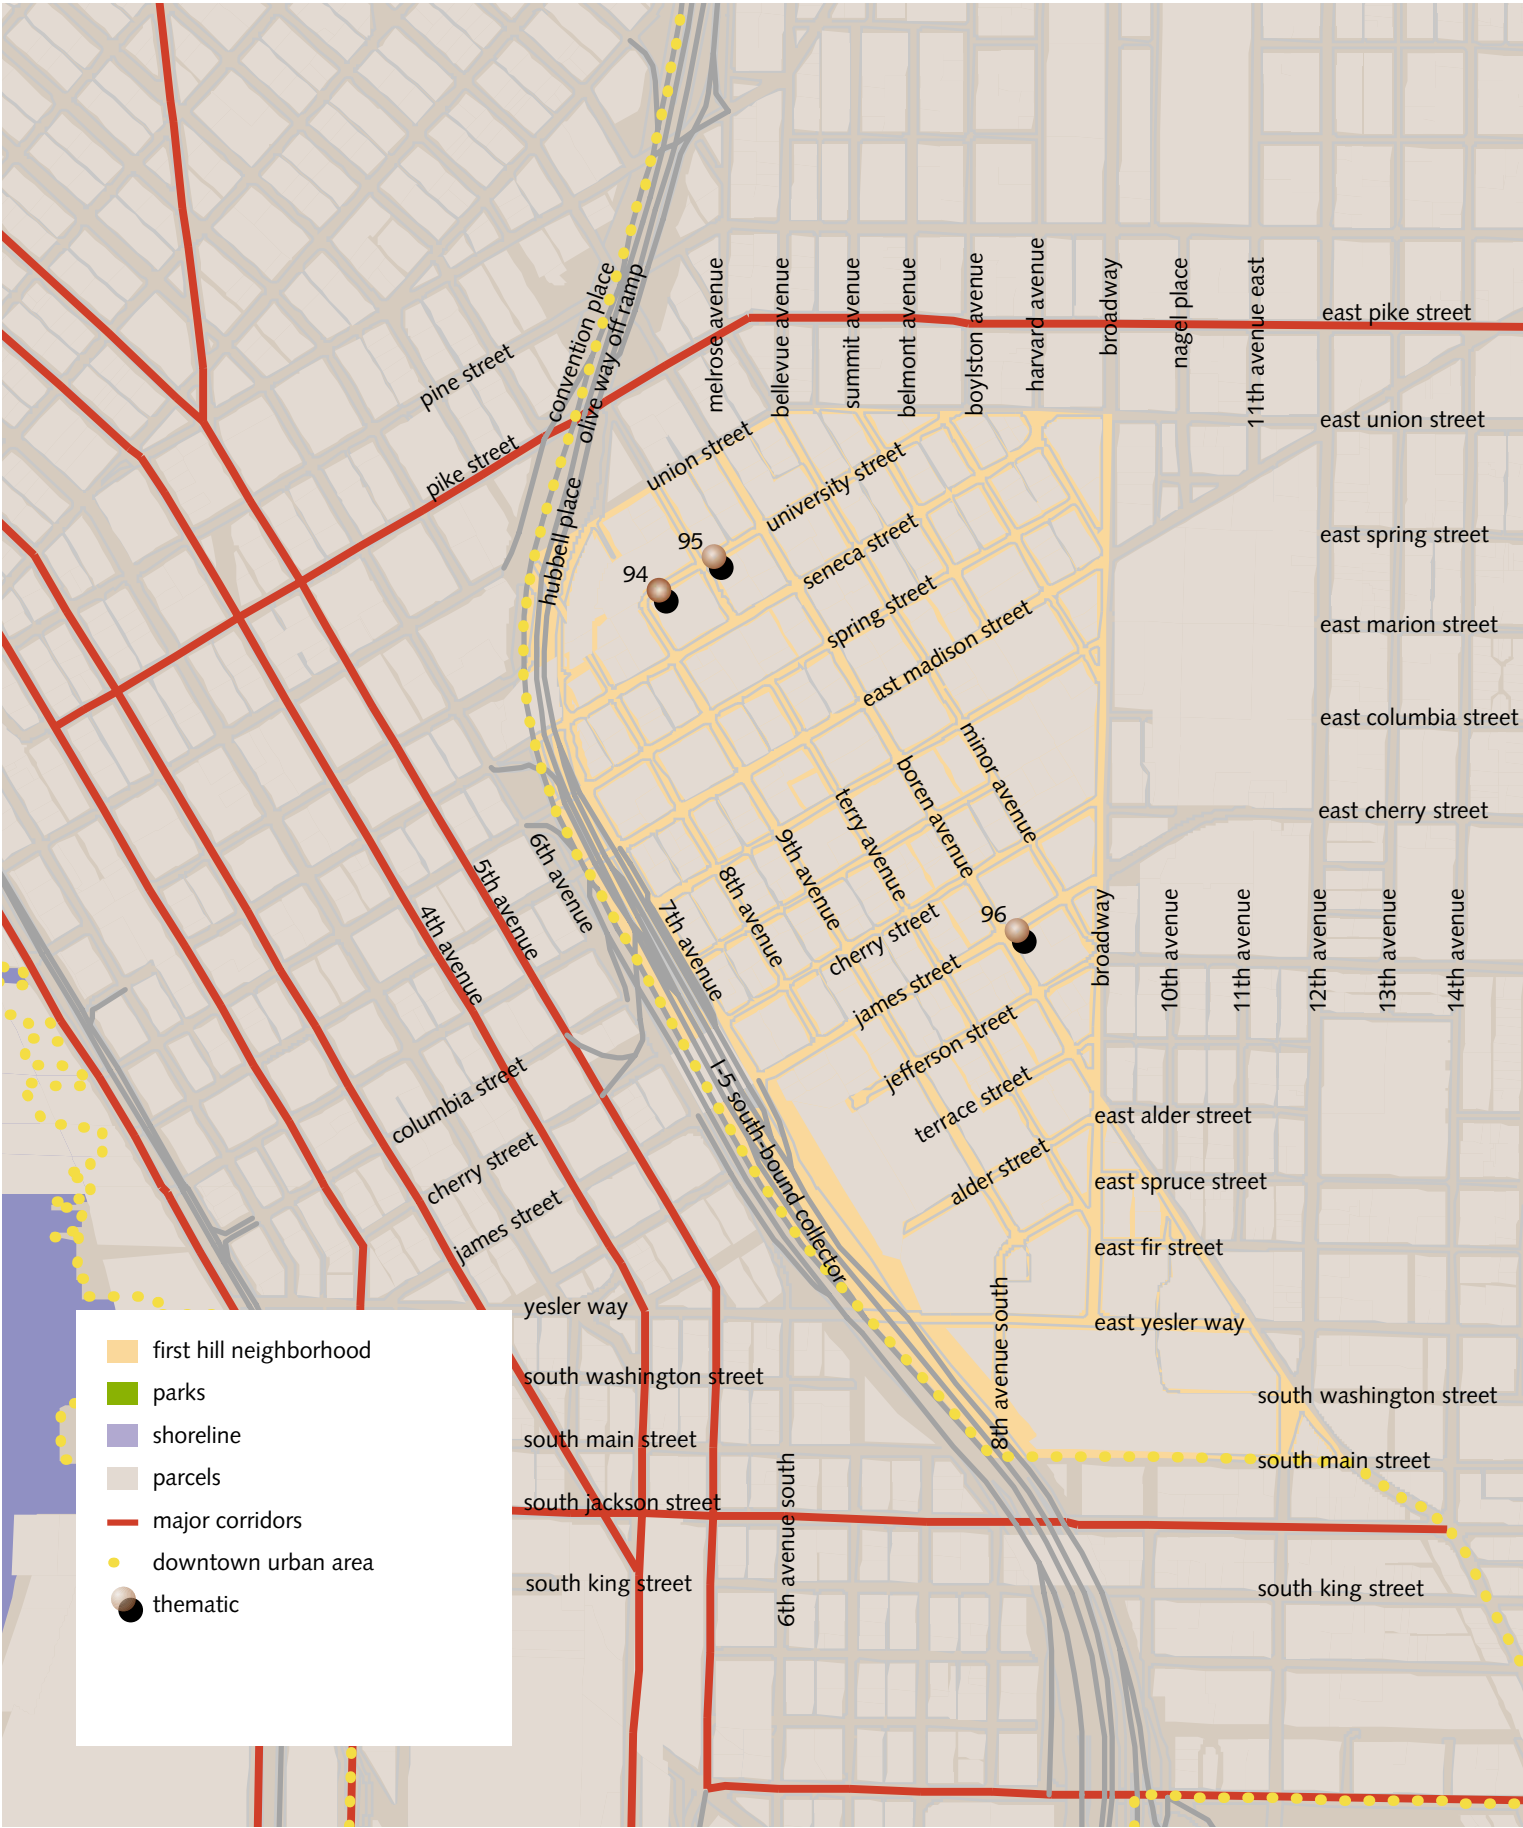 melrose avenue
bellevue avenue
summit avenue
belmont avenue
boylston avenue
harvard avenue
broadway
nagel place
11th avenue east
east pike street
convention place
olive way off ramp
pine street
pike street
hubbell place
union street
university street
seneca street
spring street
east madison street
east union street
east spring street
east marion street
east columbia street
east cherry street
95
94
96
minor avenue
boren avenue
terry avenue
9th avenue
8th avenue
7th avenue
6th avenue
5th avenue
4th avenue
cherry street
james street
jefferson street
terrace street
alder street
broadway
10th avenue
11th avenue
12th avenue
13th avenue
14th avenue
columbia street
cherry street
james street
I-5 south-bound collector
east alder street
east spruce street
east fir street
east yesler way
8th avenue south
yesler way
south washington street
south main street
south jackson street
south king street
6th avenue south
south washington street
south main street
south king street
first hill neighborhood
parks
shoreline
parcels
major corridors
downtown urban area
thematic